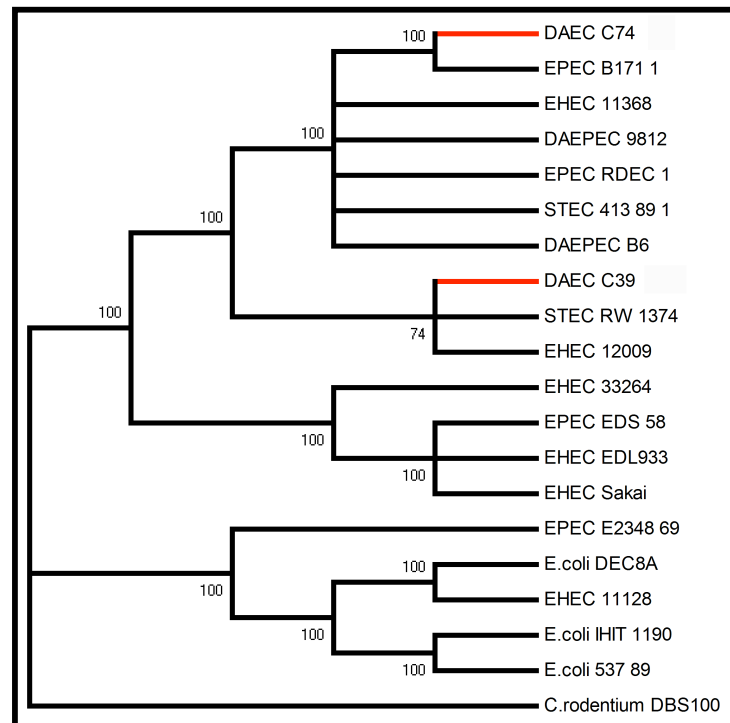 DAEC C74
100
EPEC B171 1
EHEC 11368
100
DAEPEC 9812
EPEC RDEC 1
100
STEC 413 89 1
DAEPEC B6
DAEC C39
100
STEC RW 1374
74
EHEC 12009
EHEC 33264
EPEC EDS 58
100
EHEC EDL933
100
EHEC Sakai
EPEC E2348 69
E.coli DEC8A
100
100
EHEC 11128
E.coli IHIT 1190
100
E.coli 537 89
100
C.rodentium DBS100